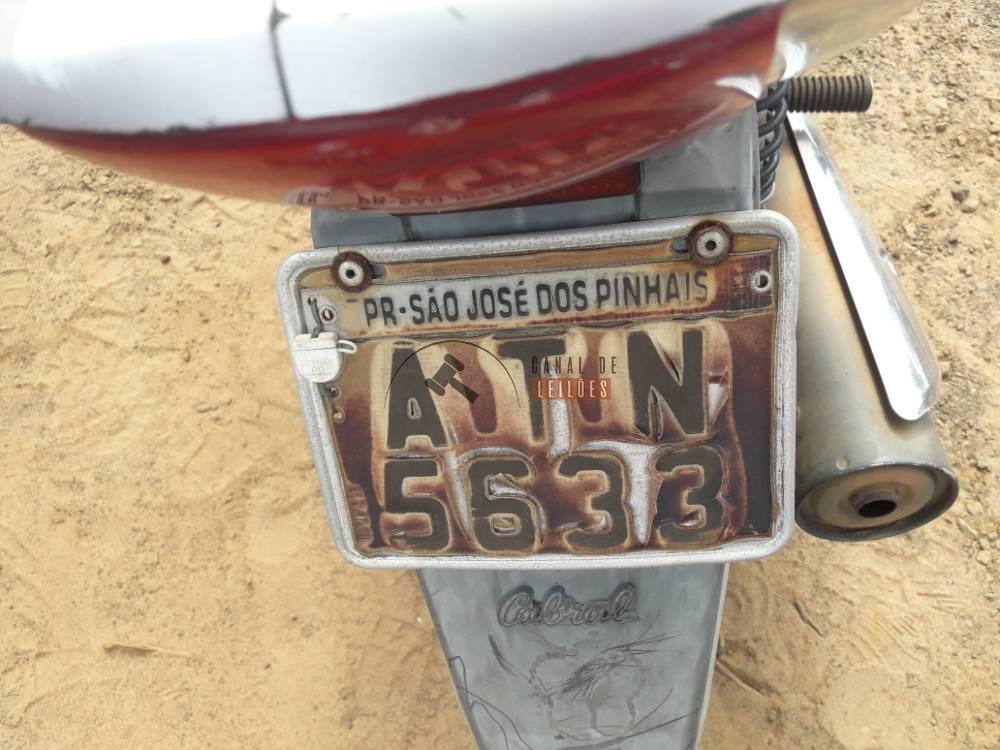 PR-SÃO JOSÉ DOS PINHAIS
ATN
CANAL DE
LEILÕES
5633
Cabral